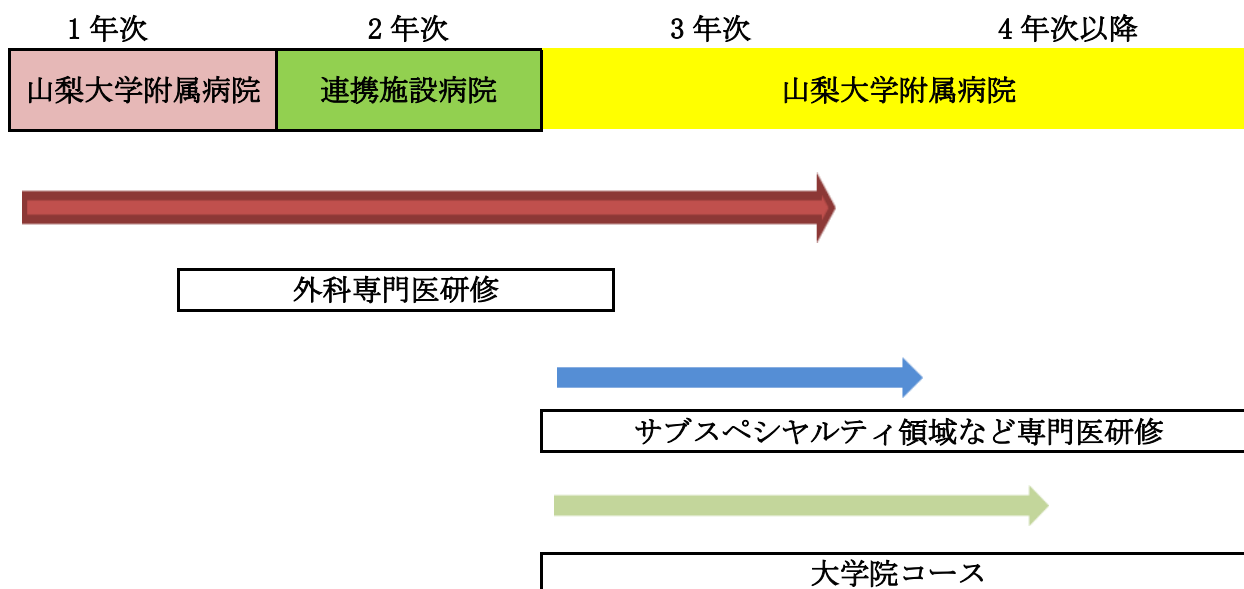 1 年次 2 年次 3 年次 4 年次以降
山梨大学附属病院 連携施設病院 山梨大学附属病院
外科専門医研修
サブスペシャルティ領域など専門医研修
大学院コース